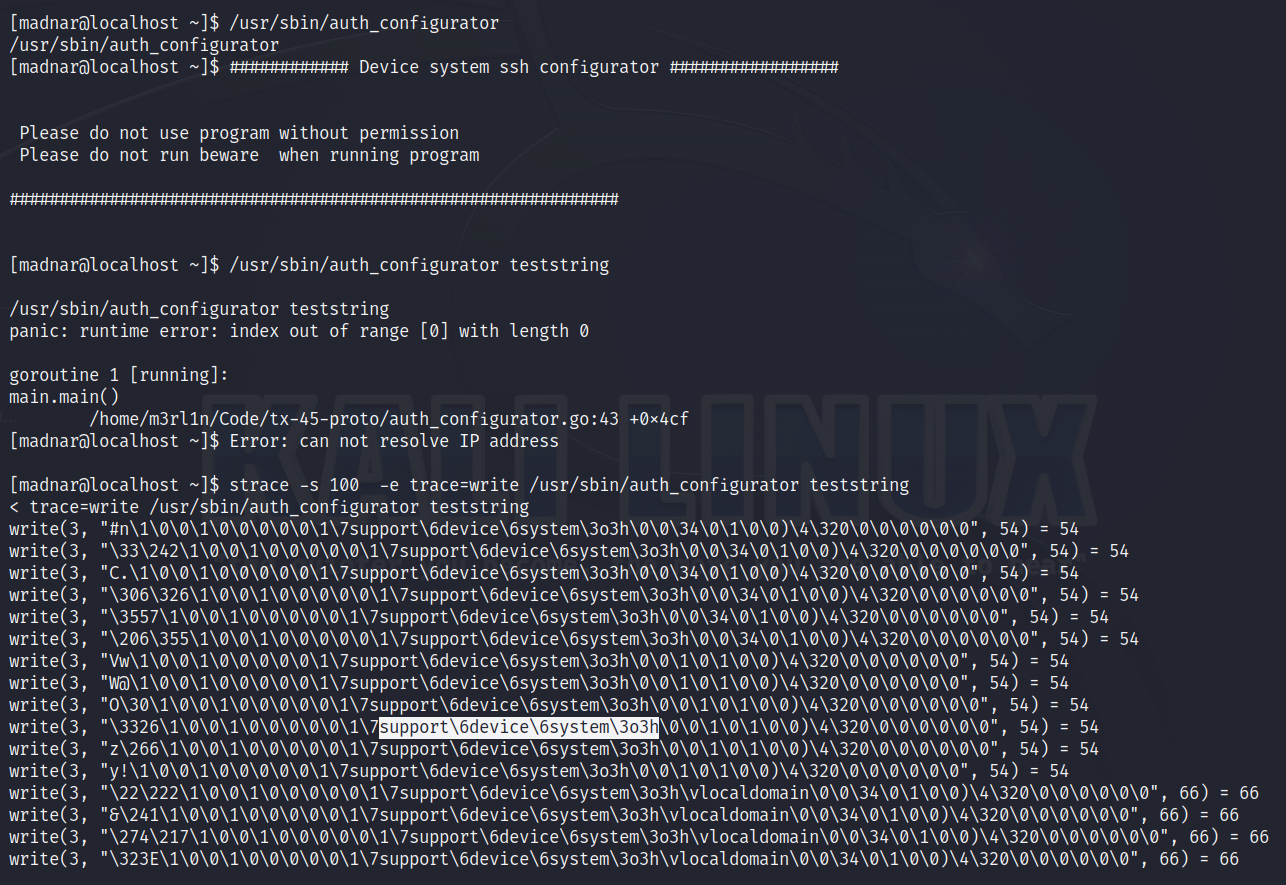 [madnar@localhost ~]$ /usr/sbin/auth_configurator
/usr/sbin/auth_configurator
[madnar@localhost ~]$ ############ Device system ssh configurator #################
 Please do not use program without permission
 Please do not run beware  when running program
#############################################################
[madnar@localhost ~]$ /usr/sbin/auth_configurator teststring
/usr/sbin/auth_configurator teststring
panic: runtime error: index out of range [0] with length 0
goroutine 1 [running]:
main.main()
        /home/m3rl1n/Code/tx-45-proto/auth_configurator.go:43 +0×4cf
[madnar@localhost ~]$ Error: can not resolve IP address
[madnar@localhost ~]$ strace -s 100  -e trace=write /usr/sbin/auth_configurator teststring
< trace=write /usr/sbin/auth_configurator teststring
write(3, "#n\1\0\0\1\0\0\0\0\0\1\7support\6device\6system\3o3h\0\0\34\0\1\0\0)\4\320\0\0\0\0\0\0", 54) = 54
write(3, "\33\242\1\0\0\1\0\0\0\0\0\1\7support\6device\6system\3o3h\0\0\34\0\1\0\0)\4\320\0\0\0\0\0\0", 54) = 54
write(3, "C.\1\0\0\1\0\0\0\0\0\1\7support\6device\6system\3o3h\0\0\34\0\1\0\0)\4\320\0\0\0\0\0\0", 54) = 54
write(3, "\306\326\1\0\0\1\0\0\0\0\0\1\7support\6device\6system\3o3h\0\0\34\0\1\0\0)\4\320\0\0\0\0\0\0", 54) = 54
write(3, "\3557\1\0\0\1\0\0\0\0\0\1\7support\6device\6system\3o3h\0\0\34\0\1\0\0)\4\320\0\0\0\0\0\0", 54) = 54
write(3, "\206\355\1\0\0\1\0\0\0\0\0\1\7support\6device\6system\3o3h\0\0\34\0\1\0\0)\4\320\0\0\0\0\0\0", 54) = 54
write(3, "Vw\1\0\0\1\0\0\0\0\0\1\7support\6device\6system\3o3h\0\0\1\0\1\0\0)\4\320\0\0\0\0\0\0", 54) = 54
write(3, "W@\1\0\0\1\0\0\0\0\0\1\7support\6device\6system\3o3h\0\0\1\0\1\0\0)\4\320\0\0\0\0\0\0", 54) = 54
write(3, "O\30\1\0\0\1\0\0\0\0\0\1\7support\6device\6system\3o3h\0\0\1\0\1\0\0)\4\320\0\0\0\0\0\0", 54) = 54
write(3, "\3326\1\0\0\1\0\0\0\0\0\1\7support\6device\6system\3o3h\0\0\1\0\1\0\0)\4\320\0\0\0\0\0\0", 54) = 54
write(3, "z\266\1\0\0\1\0\0\0\0\0\1\7support\6device\6system\3o3h\0\0\1\0\1\0\0)\4\320\0\0\0\0\0\0", 54) = 54
write(3, "y!\1\0\0\1\0\0\0\0\0\1\7support\6device\6system\3o3h\0\0\1\0\1\0\0)\4\320\0\0\0\0\0\0", 54) = 54
write(3, "\22\222\1\0\0\1\0\0\0\0\0\1\7support\6device\6system\3o3h\vlocaldomain\0\0\34\0\1\0\0)\4\320\0\0\0\0\0\0", 66) = 66
write(3, "&\241\1\0\0\1\0\0\0\0\0\1\7support\6device\6system\3o3h\vlocaldomain\0\0\34\0\1\0\0)\4\320\0\0\0\0\0\0", 66) = 66
write(3, "\274\217\1\0\0\1\0\0\0\0\0\1\7support\6device\6system\3o3h\vlocaldomain\0\0\34\0\1\0\0)\4\320\0\0\0\0\0\0", 66) = 66
write(3, "\323E\1\0\0\1\0\0\0\0\0\1\7support\6device\6system\3o3h\vlocaldomain\0\0\34\0\1\0\0)\4\320\0\0\0\0\0\0", 66) = 66
KALI LINUX